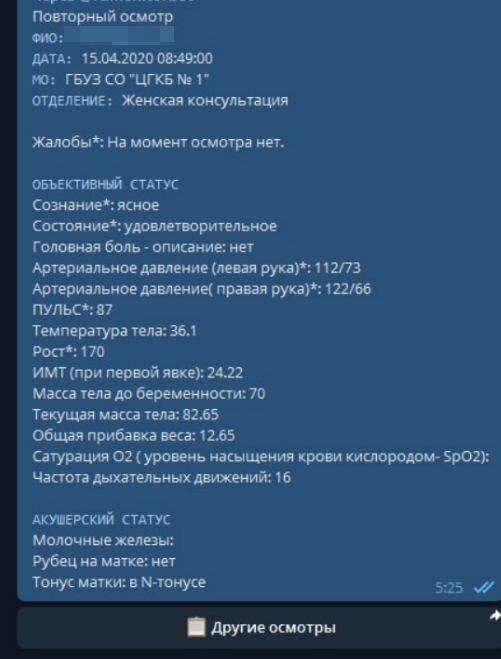 Повторный осмотр
ФИО:
ДАТА: 15.04.2020 08:49:00
МО: ГБУЗ СО "ЦГКБ № 1"
ОТДЕЛЕНИЕ: Женская консультация
Жалобы*: На момент осмотра нет.
ОБЪЕКТИВНЫЙ СТАТУС
Сознание*: ясное
Состояние*: удовлетворительное
Головная боль - описание: нет
Артериальное давление (левая рука)*: 112/73
Артериальное давление( правая рука)*: 122/66
ПУЛЬС*: 87
Температура тела: 36.1
Рост*: 170
ИМТ (при первой явке): 24.22
Масса тела до беременности: 70
Текущая масса тела: 82.65
Общая прибавка веса: 12.65
Сатурация О2 ( уровень насыщения крови кислородом- SpO2):
Частота дыхательных движений: 16
АКУШЕРСКИЙ СТАТУС
Молочные железы:
Рубец на матке: нет
Тонус матки: в N-тонусе
5:25
Другие осмотры